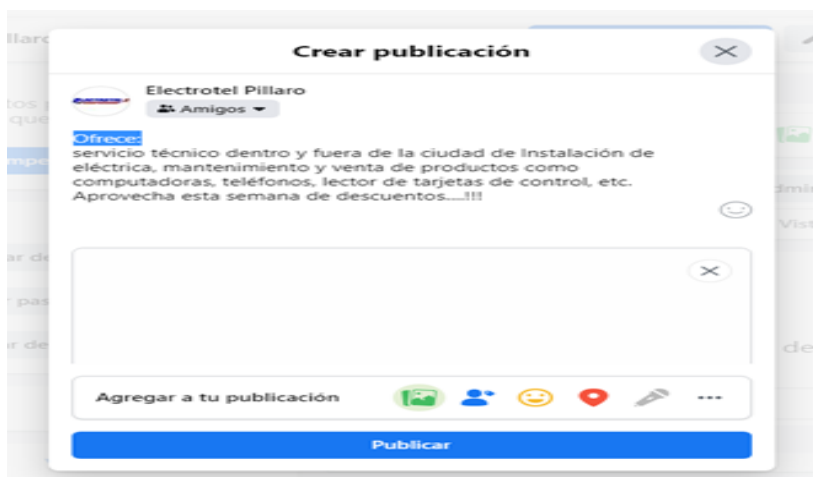 Crear publicación
Electrotel Pillaro
Amigos
Ofrece:
servicio técnico dentro y fuera de la ciudad de Instalación de
eléctrica, mantenimiento y venta de productos como
computadoras, teléfonos, lector de tarjetas de control, etc.
Aprovecha esta semana de descuentos....!!!
Agregar a tu publicación
Publicar